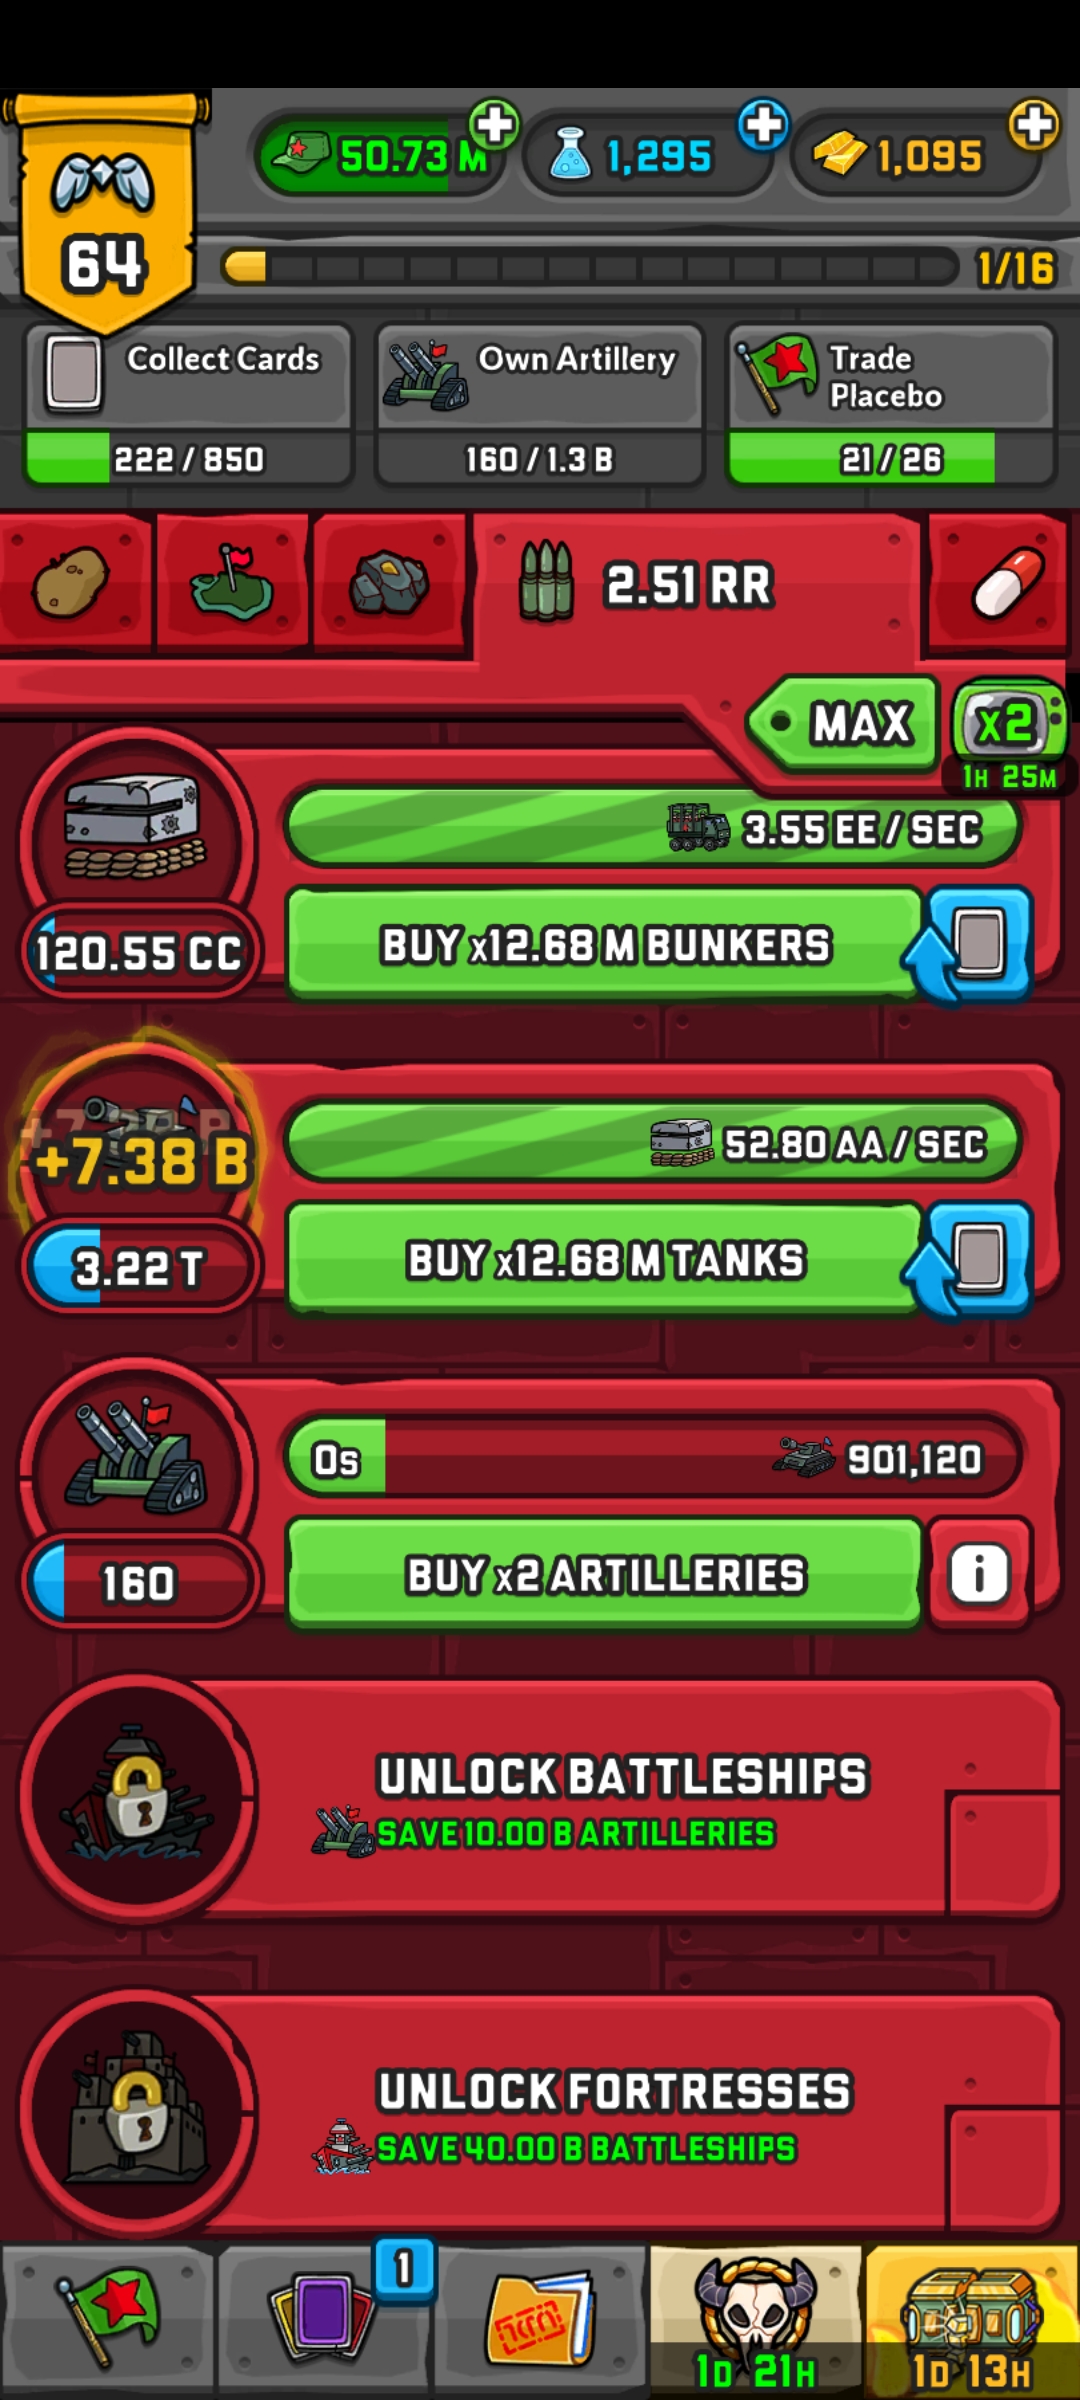 64
50.73 M
1,295
1,095
1/16
Collect Cards
222 / 850
Own Artillery
160 / 1.3 B
Trade
Placebo
21 / 26
2.51 RR
MAX
x2
1H 25M
3.55 EE / SEC
120.55 CC
BUY x12.68 M BUNKERS
+7.38 B
52.80 AA / SEC
3.22 T
BUY x12.68 M TANKS
0s
901,120
160
BUY x2 ARTILLERIES
i
UNLOCK BATTLESHIPS
SAVE 10.00 B ARTILLERIES
UNLOCK FORTRESSES
SAVE 40.00 B BATTLESHIPS
1
1D 21H
1D 13H